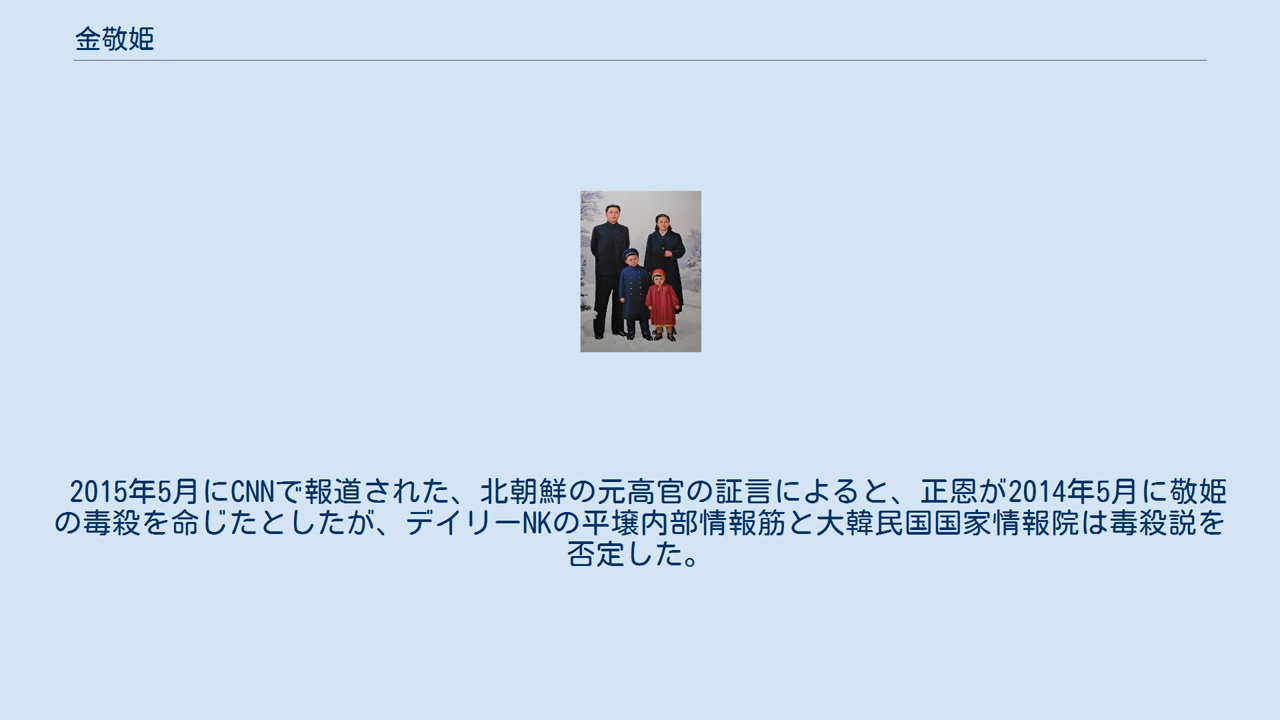 金敬姫
2015年5月にCNNで報道された、北朝鮮の元高官の証言によると、正恩が2014年5月に敬姫
の毒殺を命じたとしたが、デイリーNKの平壌内部情報筋と大韓民国国家情報院は毒殺説を
否定した。